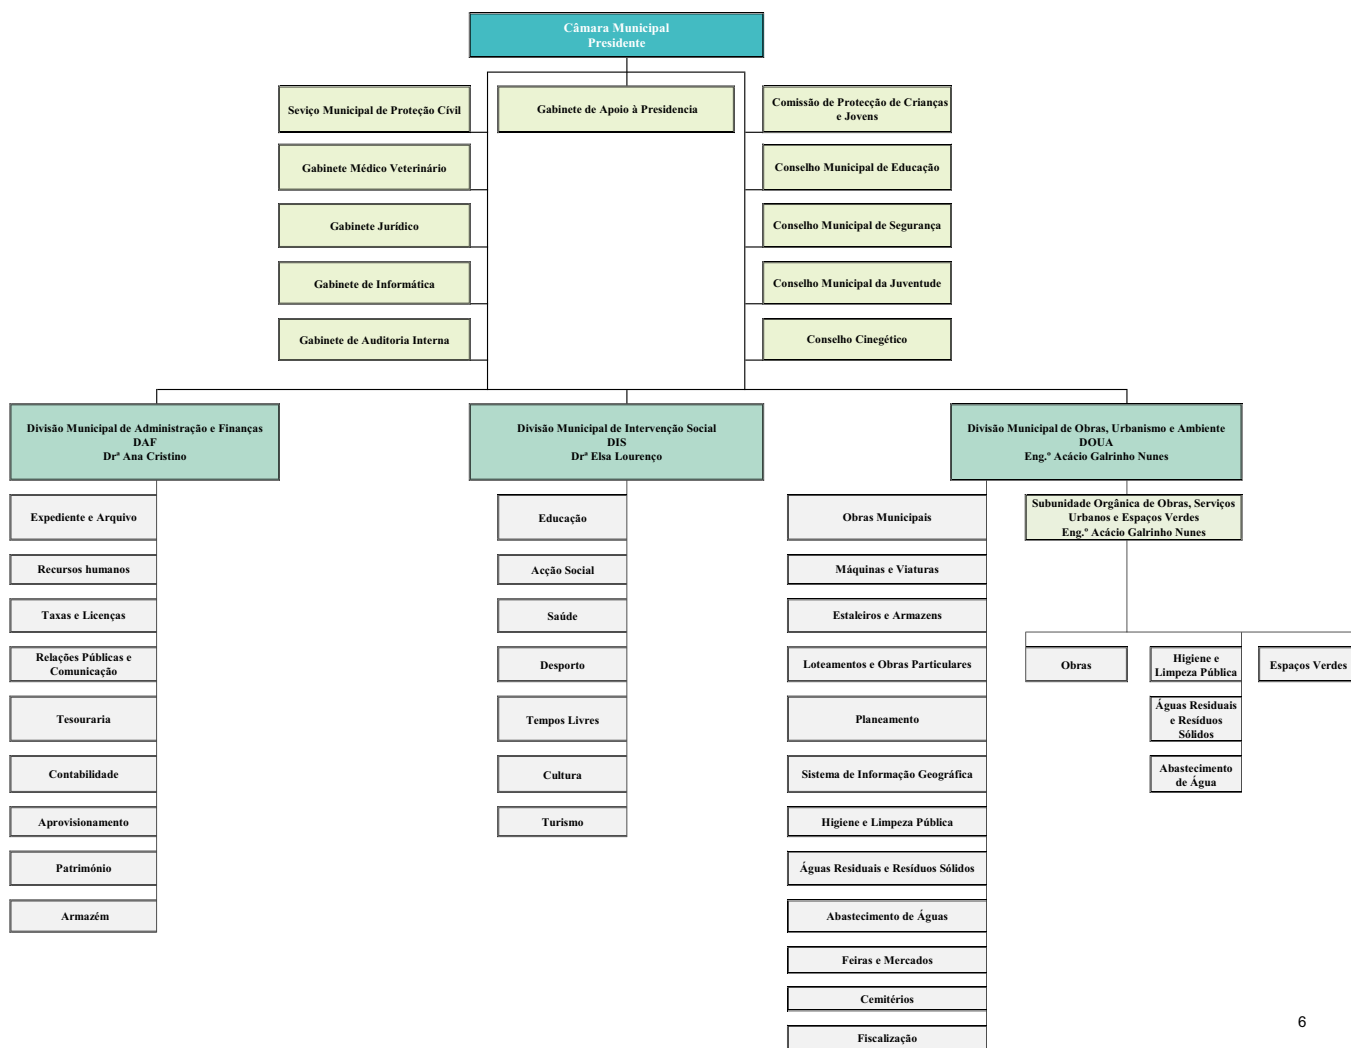 Câmara Municipal
Presidente
Seviço Municipal de Proteção Cívil
Gabinete de Apoio à Presidencia
Comissão de Protecção de Crianças
e Jovens
Gabinete Médico Veterinário
Conselho Municipal de Educação
Gabinete Jurídico
Conselho Municipal de Segurança
Gabinete de Informática
Conselho Municipal da Juventude
Gabinete de Auditoria Interna
Conselho Cinegético
Divisão Municipal de Administração e Finanças
DAF
Drª Ana Cristino
Divisão Municipal de Intervenção Social
DIS
Drª Elsa Lourenço
Divisão Municipal de Obras, Urbanismo e Ambiente
DOUA
Eng.º Acácio Galrinho Nunes
Expediente e Arquivo
Recursos humanos
Taxas e Licenças
Relações Públicas e
Comunicação
Tesouraria
Contabilidade
Aprovisionamento
Património
Armazém
Educação
Acção Social
Saúde
Desporto
Tempos Livres
Cultura
Turismo
Obras Municipais
Máquinas e Viaturas
Estaleiros e Armazens
Loteamentos e Obras Particulares
Planeamento
Sistema de Informação Geográfica
Higiene e Limpeza Pública
Águas Residuais e Resíduos Sólidos
Abastecimento de Águas
Feiras e Mercados
Cemitérios
Fiscalização
Subunidade Orgânica de Obras, Serviços
Urbanos e Espaços Verdes
Eng.º Acácio Galrinho Nunes
Obras
Higiene e
Limpeza Pública
Águas Residuais
e Resíduos
Sólidos
Abastecimento
de Água
Espaços Verdes
6